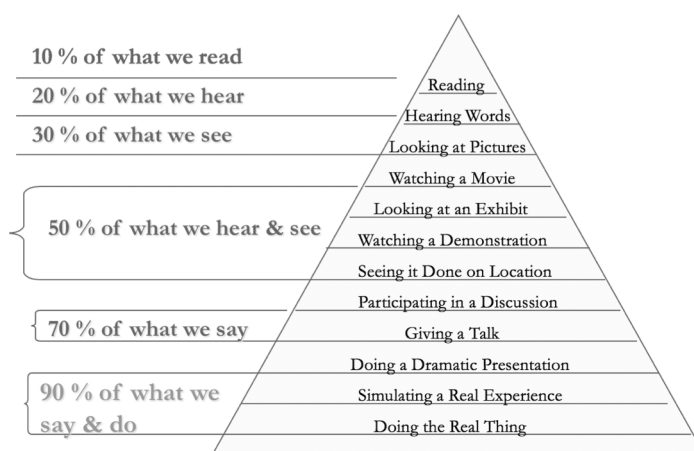 10 % of what we read
20 % of what we hear
30 % of what we see
50 % of what we hear & see
70 % of what we say
90 % of what we
say & do
Reading
Hearing Words
Looking at Pictures
Watching a Movie
Looking at an Exhibit
Watching a Demonstration
Seeing it Done on Location
Participating in a Discussion
Giving a Talk
Doing a Dramatic Presentation
Simulating a Real Experience
Doing the Real Thing